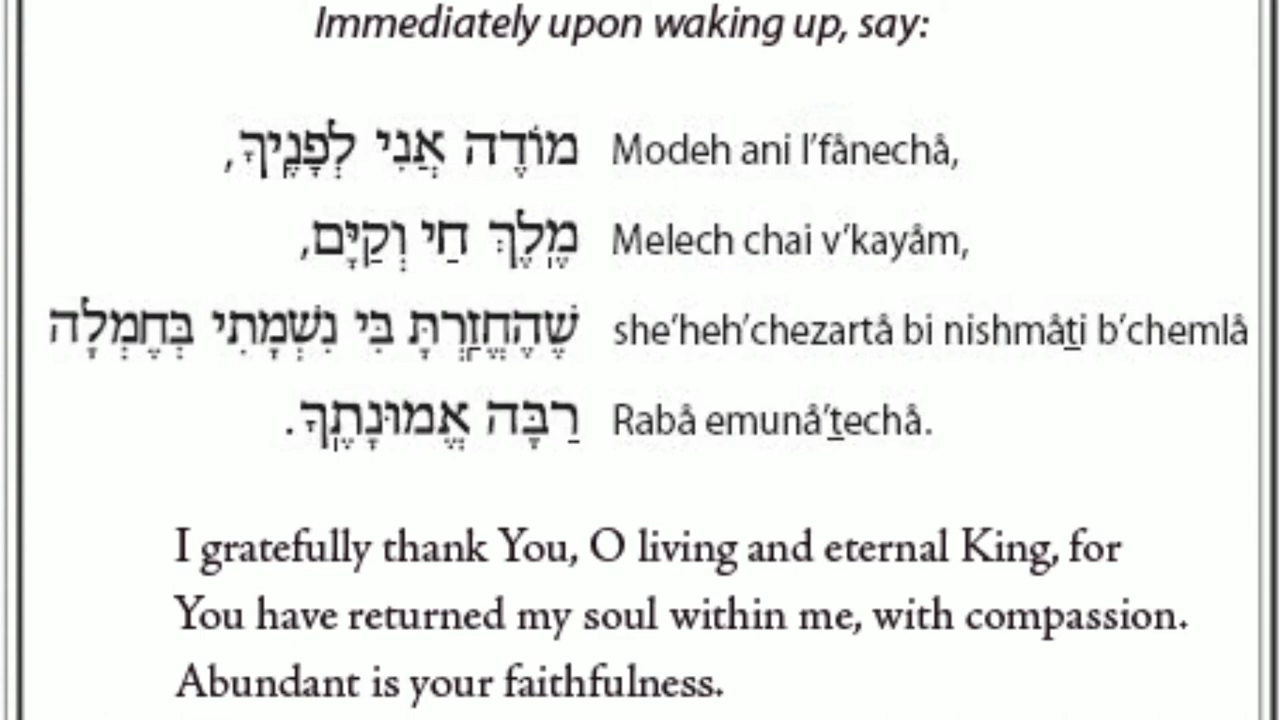 Immediately upon waking up, say:
מוֹדֶה אֲנִי לְפָנֶֽיךָ, Modeh ani l’fânechâ,
מֶֽלֶךְ חַי וְקַיָּם, Melech chai v’kayâm,
שֶׁהֶחֱזַֽרְתָּ בִּי נִשְׁמָתִי בְּחֶמְלָה she’heh’chezartâ bi nishmâṯi b’chemlâ
רַבָּה אֱמוּנָתֶֽךָ. Rabâ emunâ’ṯechâ.
I gratefully thank You, O living and eternal King, for
You have returned my soul within me, with compassion.
Abundant is your faithfulness.